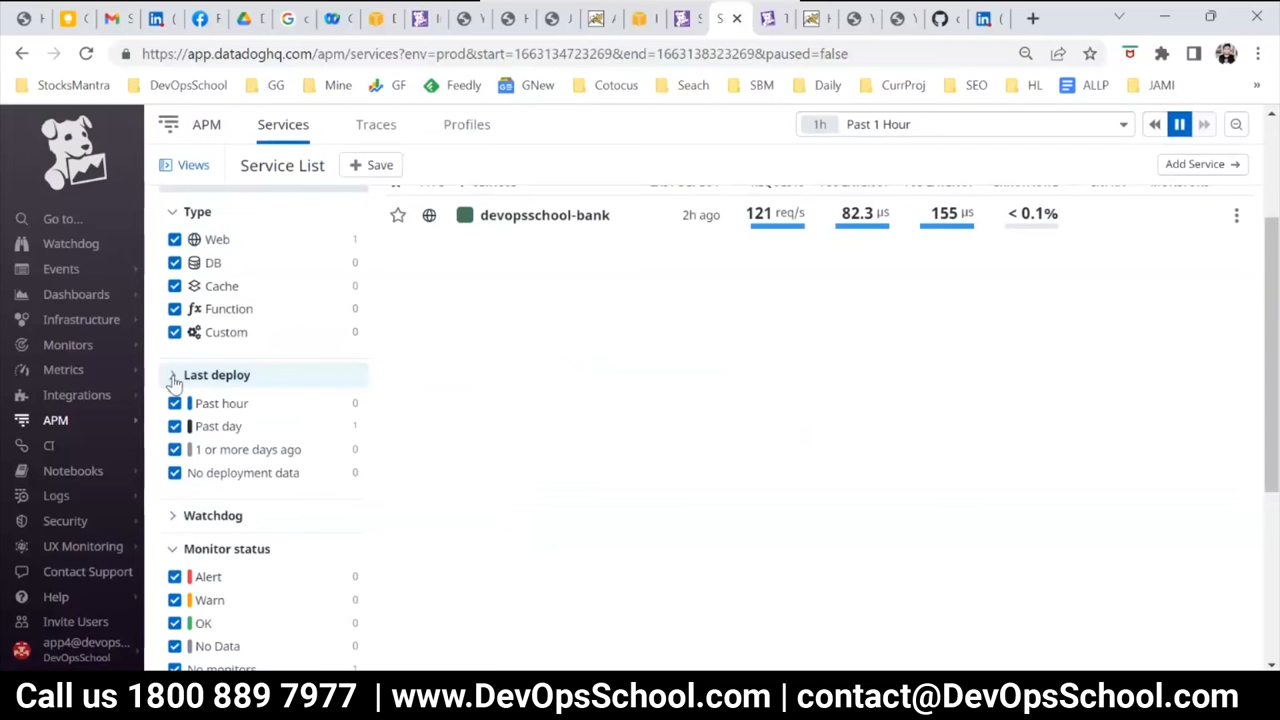 https://app.datadoghq.com/apm/services?env=prod&start=1663134723269&end=1663138323269&paused=false
StocksMantra
DevOpsSchool
GG
Mine
GF
Feedly
GNew
Cotocus
Seach
SBM
Daily
CurrProj
SEO
HL
ALLP
JAMI
»
APM
Services
Traces
Profiles
1h Past 1 Hour
Views
Service List
+ Save
Add Service →
Go to...
Watchdog
Events
Dashboards
Infrastructure
Monitors
Metrics
Integrations
APM
CI
Notebooks
Logs
Security
UX Monitoring
Contact Support
Help
Invite Users
app4@devops...
DevOpsSchool
Type
Web 1
DB 0
Cache 0
fx Function 0
Custom 0
Last deploy
Past hour 0
Past day 1
1 or more days ago 0
No deployment data 0
Watchdog
Monitor status
Alert 0
Warn 0
OK 0
No Data 0
No monitors 1
devopsschool-bank 2h ago 121 req/s 82.3 µs 155 µs < 0.1%
Call us 1800 889 7977 | www.DevOpsSchool.com | contact@DevOpsSchool.com